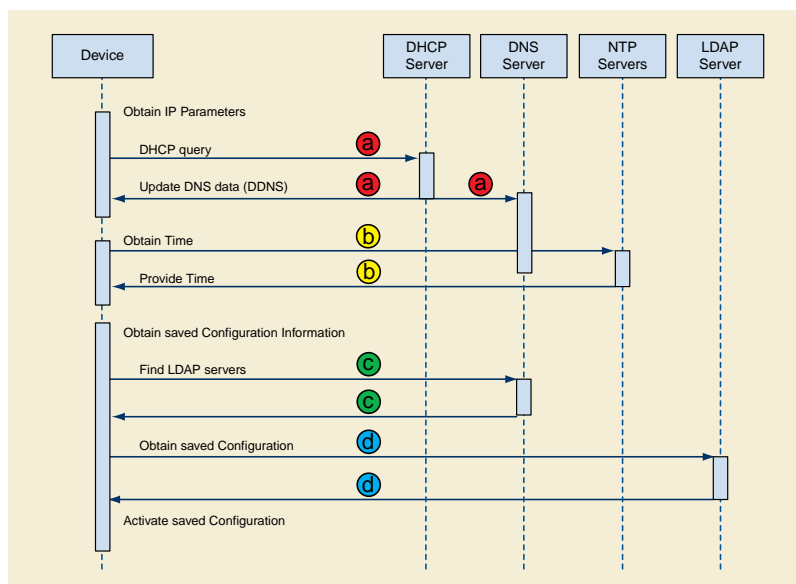 Device
DHCP
Server
DNS
Server
NTP
Servers
LDAP
Server
Obtain IP Parameters
DHCP query
a
Update DNS data (DDNS)
a
a
Obtain Time
b
Provide Time
b
Obtain saved Configuration Information
Find LDAP servers
c
c
Obtain saved Configuration
d
d
Activate saved Configuration